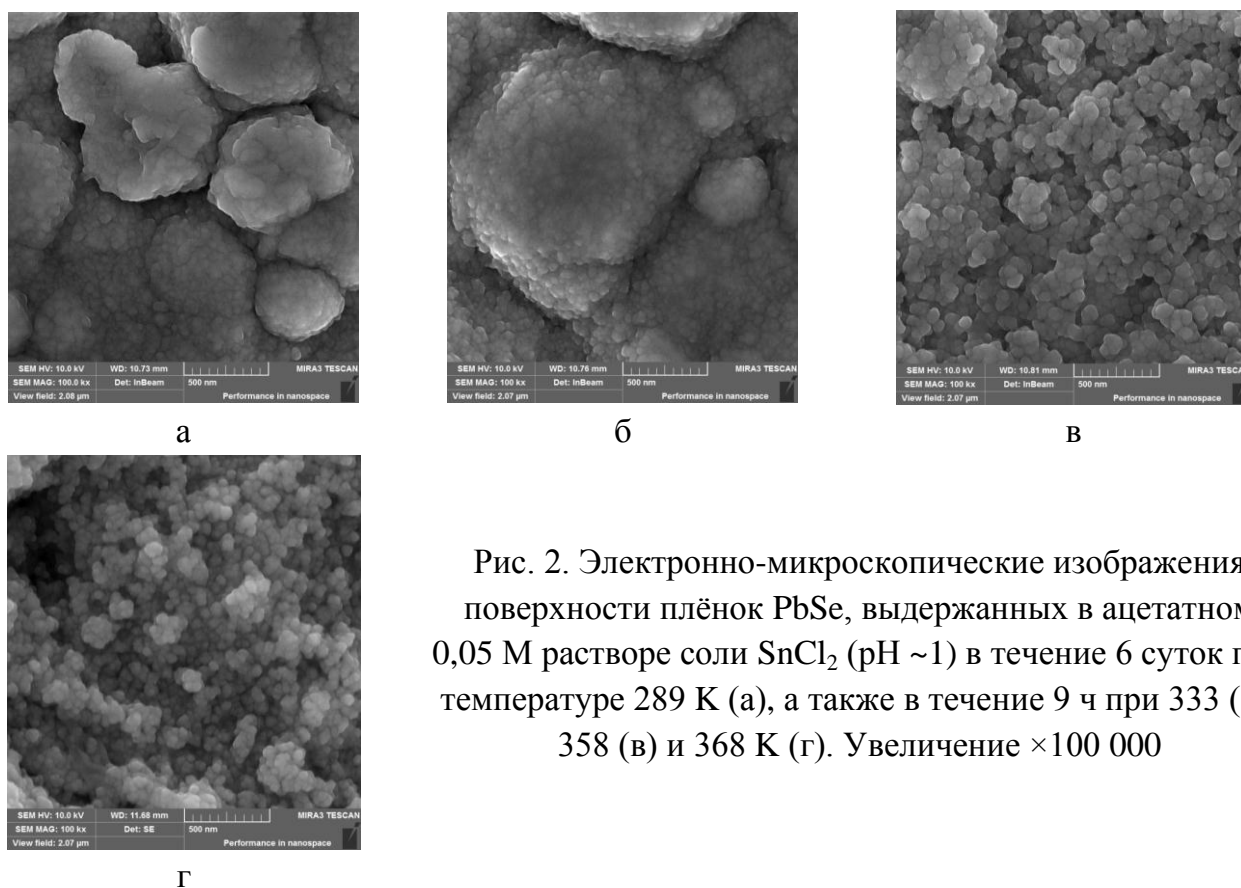 SEM HV: 10.0 kV WD: 10.73 mm MIRA3 TESCAN
SEM MAG: 100.0 kx Det: InBeam 500 nm
View field: 2.08 µm Performance in nanospace
а
SEM HV: 10.0 kV WD: 10.76 mm MIRA3 TESCAN
SEM MAG: 100 kx Det: InBeam 500 nm
View field: 2.07 µm Performance in nanospace
б
SEM HV: 10.0 kV WD: 10.81 mm MIRA3
SEM MAG: 100 kx Det: InBeam 500 nm
View field: 2.07 µm Performance in nanospace
в
SEM HV: 10.0 kV WD: 11.68 mm MIRA3 TESCAN
SEM MAG: 100 kx Det: SE 500 nm
View field: 2.07 µm Performance in nanospace
г
Рис. 2. Электронно-микроскопические изображения
поверхности плёнок PbSe, выдержанных в ацетатном
0,05 М растворе соли SnCl₂ (pH ~1) в течение 6 суток
температуре 289 К (а), а также в течение 9 ч при 333
358 (в) и 368 К (г). Увеличение ×100 000